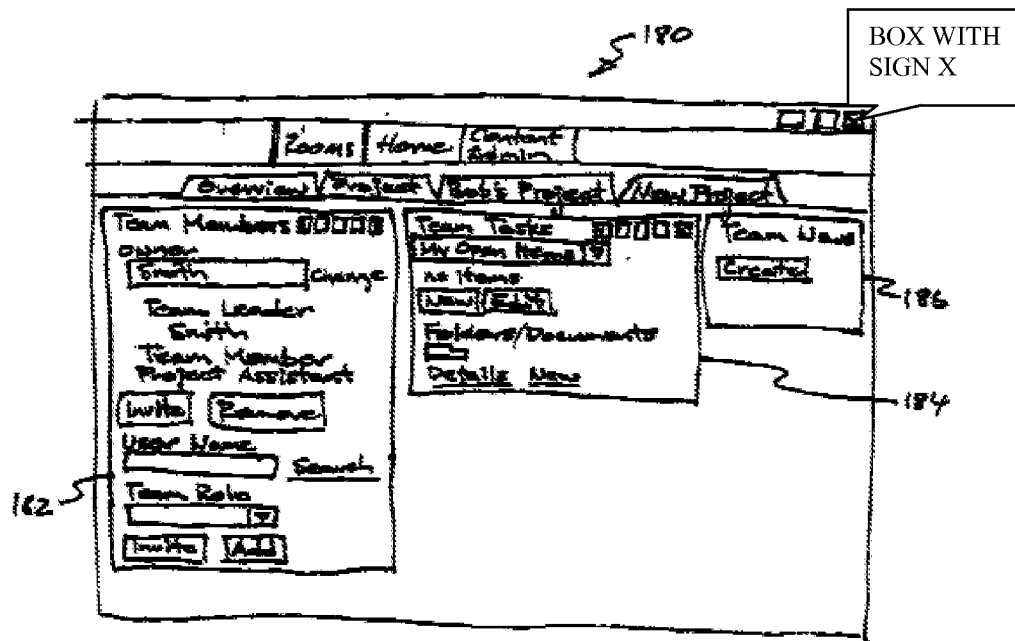 180
BOX WITH
SIGN X
Rooms Home Content
Admin
Overview Project Bob's Project New Project
Team Members
Owner
Smith Change
Team Leader
Smith
Team Member
Project Assistant
Invite Remove
User Name
Search
Team Role
Invite Add
182
Team Tasks
My Open Items
no items
New Edit
Folders/Documents
Details New
184
Team News
Create
186